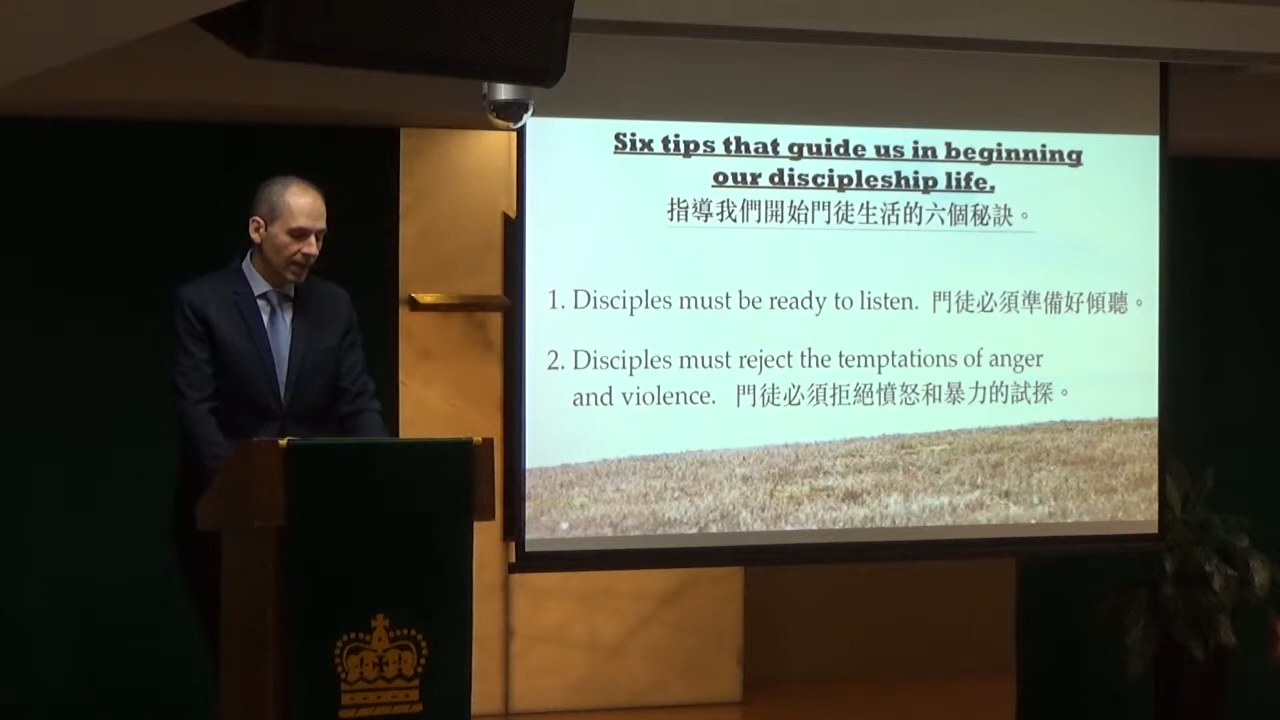 Six tips that guide us in beginning
our discipleship life.
指導我們開始門徒生活的六個秘訣。
1. Disciples must be ready to listen. 門徒必須準備好傾聽。
2. Disciples must reject the temptations of anger
and violence. 門徒必須拒絕憤怒和暴力的試探。